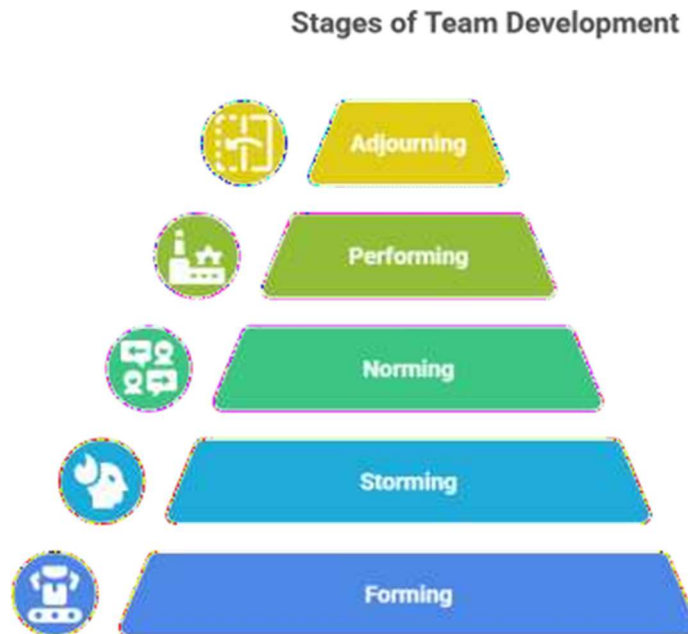 Stages of Team Development
Adjourning
Performing
Norming
Storming
Forming